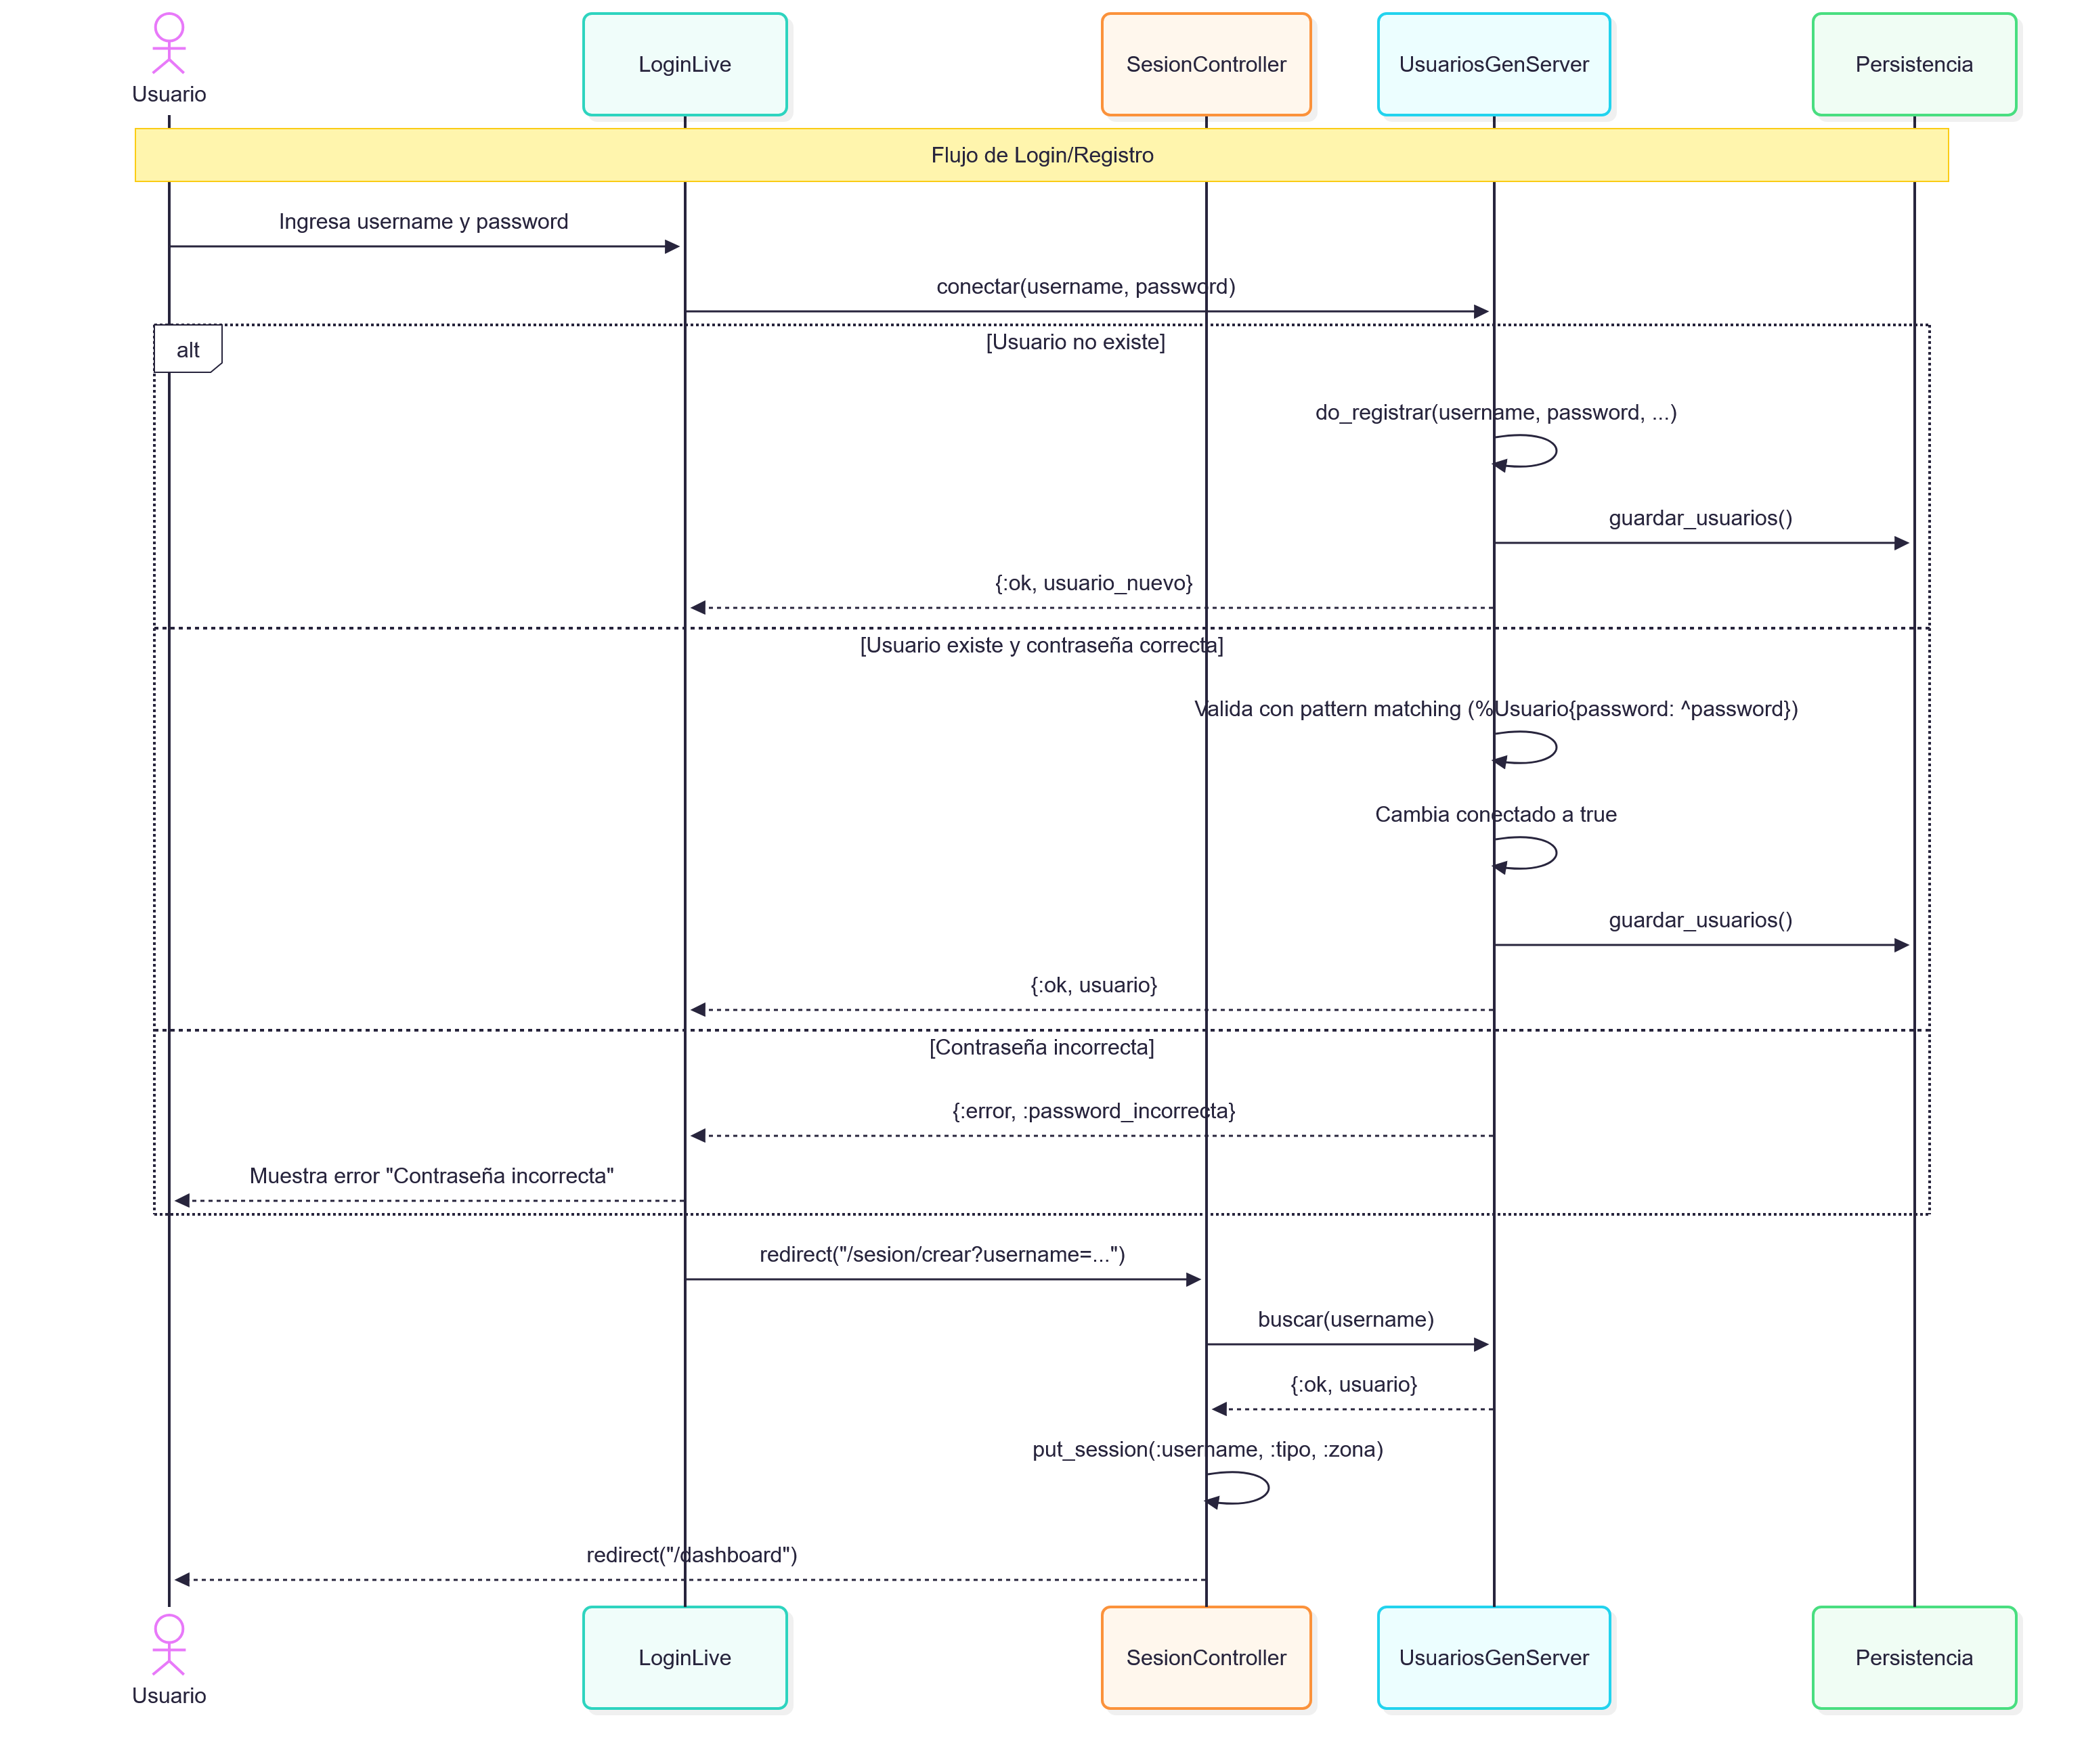 Usuario
LoginLive
SesionController
UsuariosGenServer
Persistencia
Flujo de Login/Registro
Ingresa username y password
conectar(username, password)
alt
[Usuario no existe]
do_registrar(username, password, ...)
guardar_usuarios()
{:ok, usuario_nuevo}
[Usuario existe y contraseña correcta]
Valida con pattern matching (%Usuario{password: ^password})
Cambia conectado a true
guardar_usuarios()
{:ok, usuario}
[Contraseña incorrecta]
{:error, :password_incorrecta}
Muestra error "Contraseña incorrecta"
redirect("/sesion/crear?username=...")
buscar(username)
{:ok, usuario}
put_session(:username, :tipo, :zona)
redirect("/dashboard")
Usuario
LoginLive
SesionController
UsuariosGenServer
Persistencia